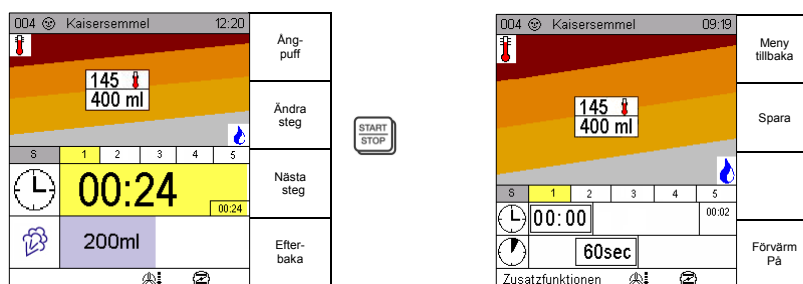 004 Kaisersemmel 12:20
145
400 ml
S 1 2 3 4 5
00:24
00:24
200ml
Ång-
puff
Ändra
steg
Nästa
steg
Efter-
baka
START
STOP
004 Kaisersemmel 09:19
145
400 ml
S 1 2 3 4 5
00:00 00:02
60sec
Zusatzfunktionen
Meny
tillbaka
Spara
Förvärm
På